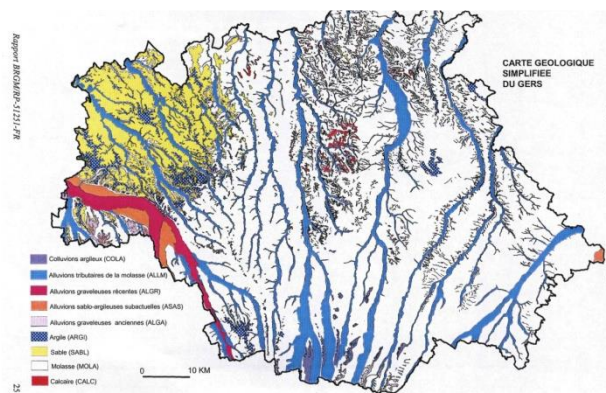 Rapport BRGM/RP-51251-FR
CARTE GEOLOGIQUE
SIMPLIFIEE
DU GERS
Colluvions argileux (COLA)
Alluvions tributaires de la molasse (ALLM)
Alluvions graveleuses récentes (ALGR)
Alluvions sablo-argileuses subactuelles (ASAS)
Alluvions graveleuses anciennes (ALGA)
Argile (ARGI)
Sable (SABL)
Molasse (MOLA)
Calcaire (CALC)
0
10 KM
25